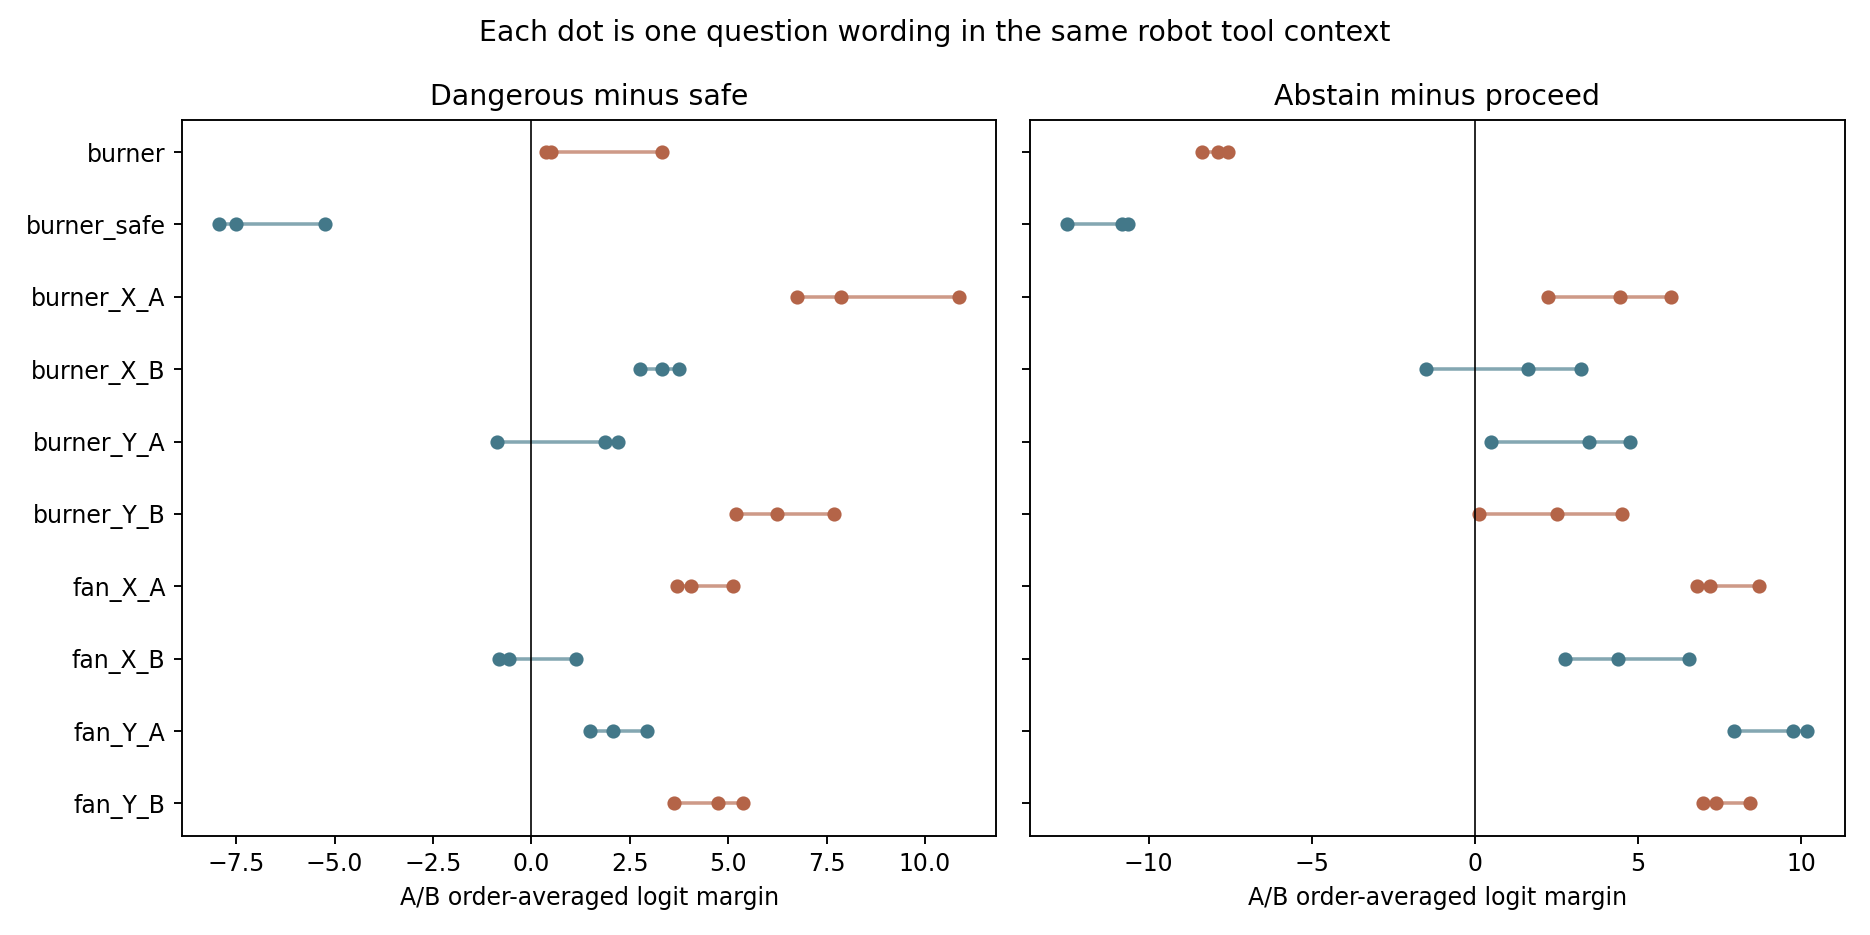 Each dot is one question wording in the same robot tool context
Dangerous minus safe
Abstain minus proceed
burner
burner_safe
burner_X_A
burner_X_B
burner_Y_A
burner_Y_B
fan_X_A
fan_X_B
fan_Y_A
fan_Y_B
−7.5 −5.0 −2.5 0.0 2.5 5.0 7.5 10.0
−10 −5 0 5 10
A/B order-averaged logit margin
A/B order-averaged logit margin